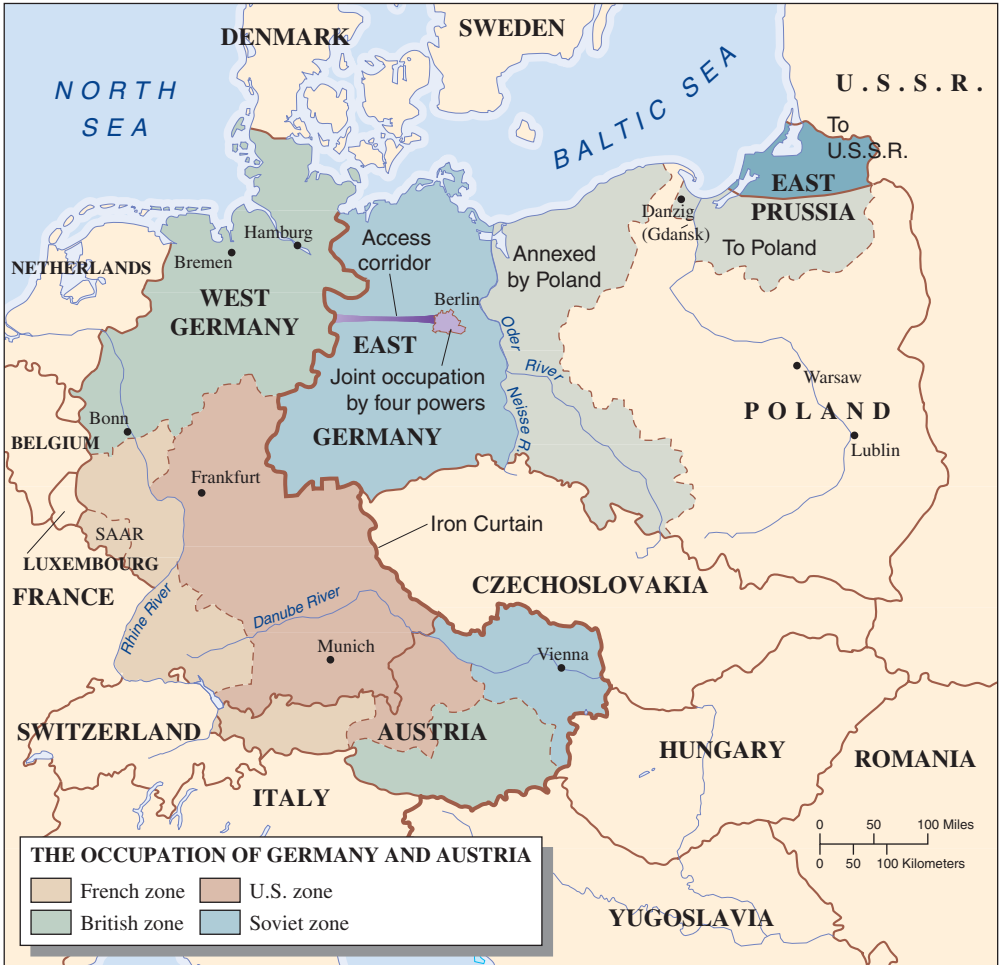 DENMARK
SWEDEN
NORTH
SEA
BALTIC SEA
U.S.S.R.
To
U.S.S.R.
EAST
PRUSSIA
Danzig
(Gdańsk)
To Poland
Hamburg
Bremen
NETHERLANDS
Access
corridor
Annexed
by Poland
WEST
GERMANY
Berlin
EAST
Joint occupation
by four powers
GERMANY
Oder
River
Neisse R.
Warsaw
POLAND
Lublin
Bonn
BELGIUM
Frankfurt
Iron Curtain
SAAR
LUXEMBOURG
FRANCE
CZECHOSLOVAKIA
Rhine River
Danube River
Munich
Vienna
SWITZERLAND
AUSTRIA
HUNGARY
ROMANIA
ITALY
0 50 100 Miles
0 50 100 Kilometers
THE OCCUPATION OF GERMANY AND AUSTRIA
French zone
U.S. zone
British zone
Soviet zone
YUGOSLAVIA